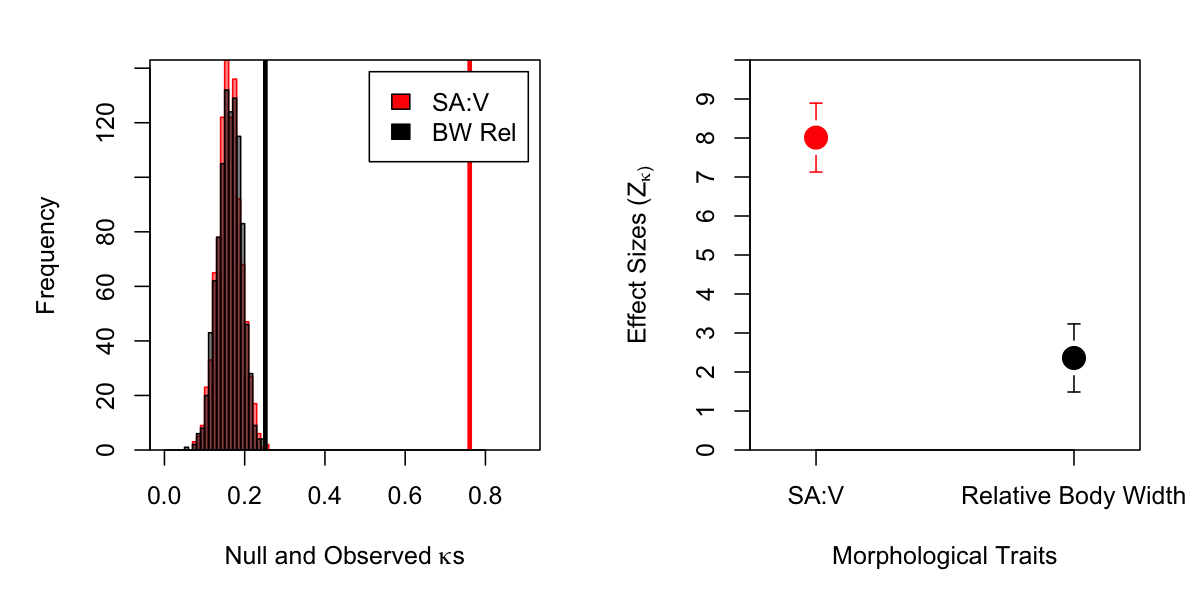 Frequency
0
20
40
60
80
120
SA:V
BW Rel
0.0 0.2 0.4 0.6 0.8
Null and Observed κs
Effect Sizes (Zκ)
0
1
2
3
4
5
6
7
8
9
SA:V Relative Body Width
Morphological Traits